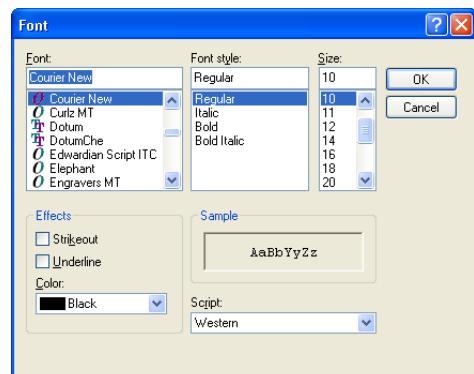 Font
Font: Font style: Size:
Courier New Regular 10
OK
Courier New Regular 10
Curlz MT Italic 11
Cancel
Dotum Bold 12
DotumChe Bold Italic 14
Edwardian Script ITC 16
Elephant 18
Engravers MT 20
Effects Sample
Strikeout
AaBbYyZz
Underline
Color:
Black
Script:
Western